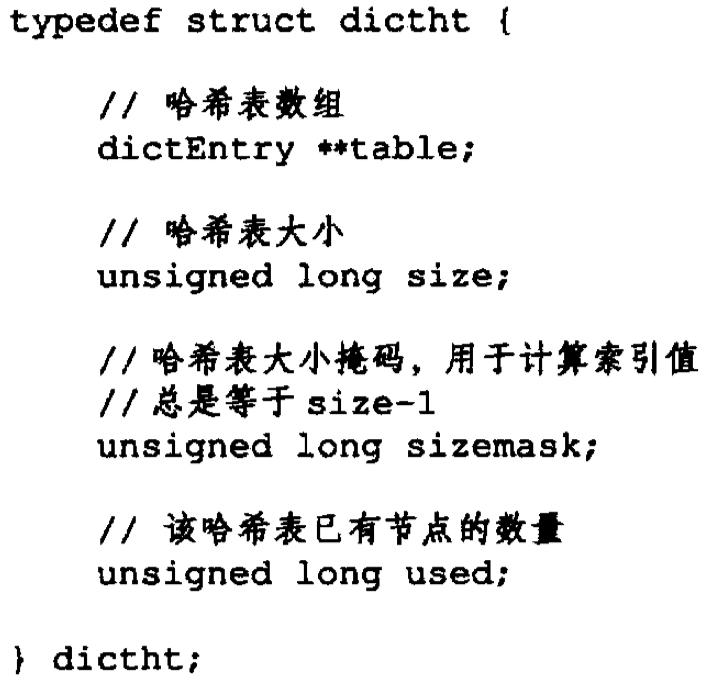 typedef struct dictht {
// 哈希表数组
dictEntry **table;
// 哈希表大小
unsigned long size;
// 哈希表大小掩码，用于计算索引值
// 总是等于 size-1
unsigned long sizemask;
// 该哈希表已有节点的数量
unsigned long used;
} dictht;